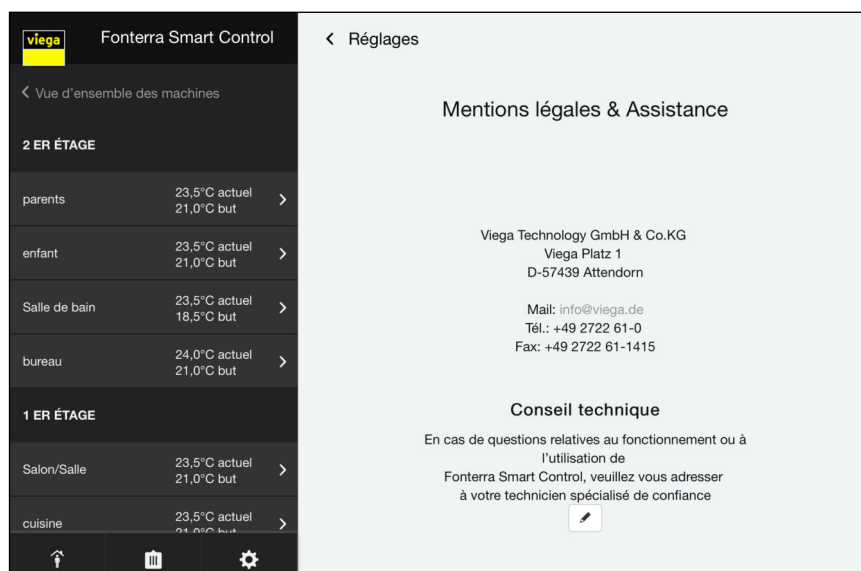 viega
Fonterra Smart Control
Vue d'ensemble des machines
2 ER ÉTAGE
parents
23,5°C actuel
21,0°C but
enfant
23,5°C actuel
21,0°C but
Salle de bain
23,5°C actuel
18,5°C but
bureau
24,0°C actuel
21,0°C but
1 ER ÉTAGE
Salon/Salle
23,5°C actuel
21,0°C but
cuisine
23,5°C actuel
21,0°C but
Réglages
Mentions légales & Assistance
Viega Technology GmbH & Co.KG
Viega Platz 1
D-57439 Attendorn
Mail: info@viega.de
Tél.: +49 2722 61-0
Fax: +49 2722 61-1415
Conseil technique
En cas de questions relatives au fonctionnement ou à
l'utilisation de
Fonterra Smart Control, veuillez vous adresser
à votre technicien spécialisé de confiance